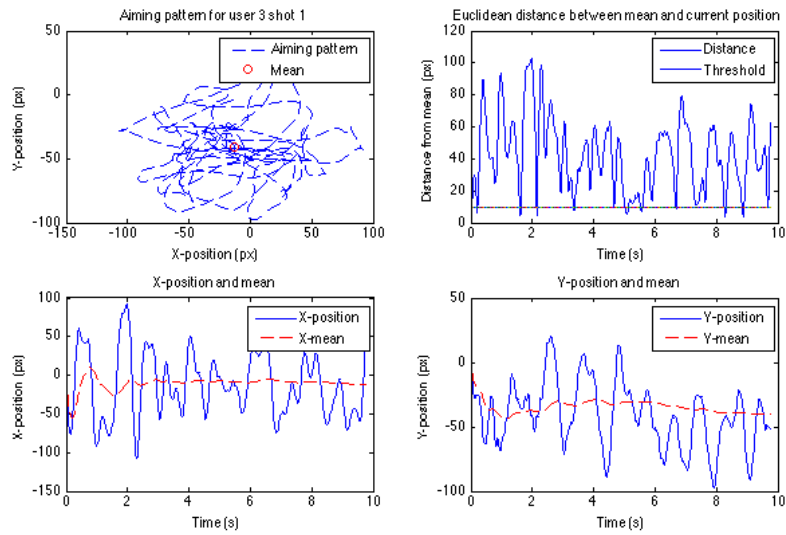 Aiming pattern for user 3 shot 1
50
0
-50
-100
Y-position (px)
-150
-100
-50
0
50
100
X-position (px)
Aiming pattern
Mean
Euclidean distance between mean and current position
120
100
80
60
40
20
0
Distance from mean (px)
0
2
4
6
8
10
Time (s)
Distance
Threshold
X-position and mean
100
50
0
-50
-100
-150
X-position (px)
0
2
4
6
8
10
Time (s)
X-position
X-mean
Y-position and mean
50
0
-50
-100
Y-position (px)
0
2
4
6
8
10
Time (s)
Y-position
Y-mean